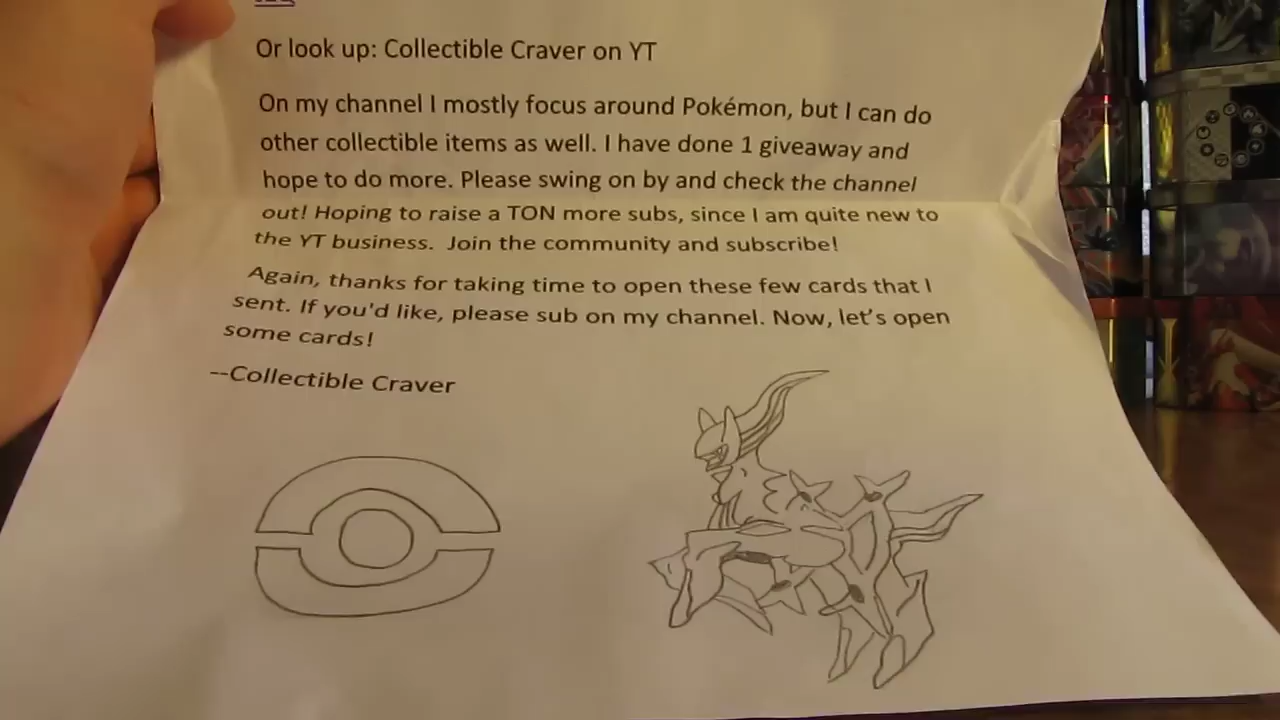 Or look up: Collectible Craver on YT
On my channel I mostly focus around Pokémon, but I can do
other collectible items as well. I have done 1 giveaway and
hope to do more. Please swing on by and check the channel
out! Hoping to raise a TON more subs, since I am quite new to
the YT business.  Join the community and subscribe!
Again, thanks for taking time to open these few cards that I
sent. If you'd like, please sub on my channel. Now, let's open
some cards!
--Collectible Craver